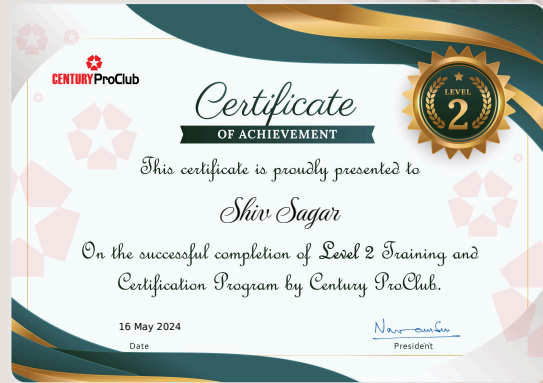 CENTURY ProClub
LEVEL
2
Certificate
OF ACHIEVEMENT
This certificate is proudly presented to
Shiv Sagar
On the successful completion of Level 2 Training and
Certification Program by Century ProClub.
16 May 2024
Date
President